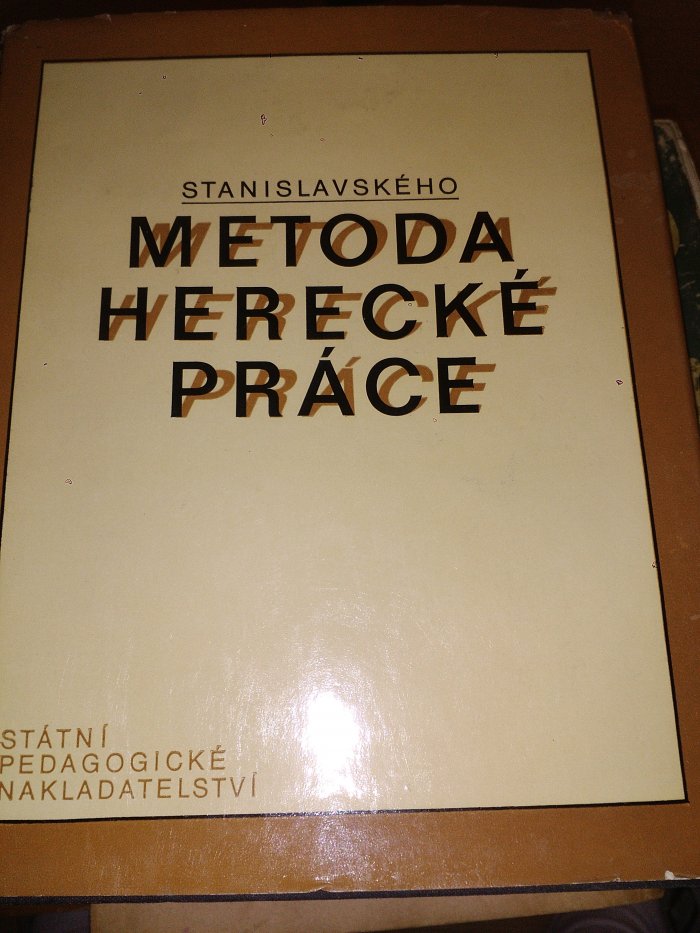 STANISLAVSKÉHO
METODA
HERECKÉ
PRÁCE
STÁTNÍ
PEDAGOGICKÉ
NAKLADATELSTVÍ